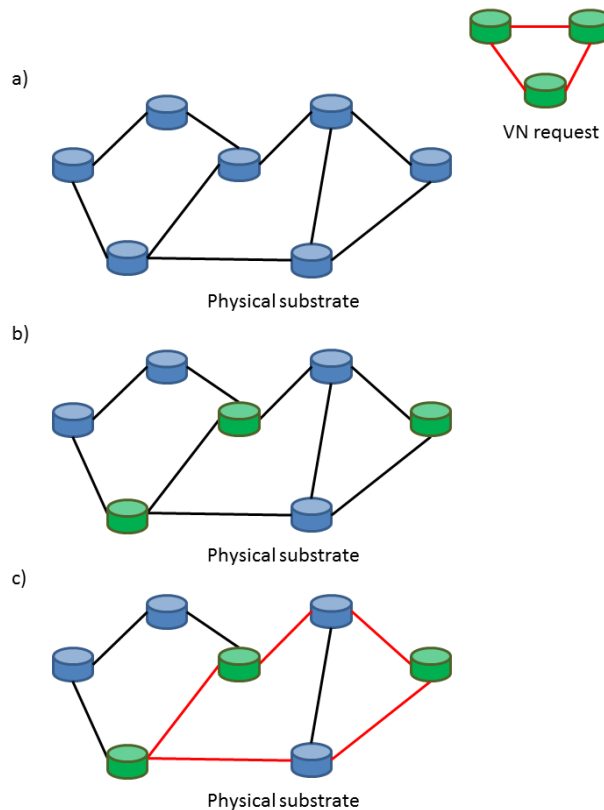 a)
VN request
Physical substrate
b)
Physical substrate
c)
Physical substrate